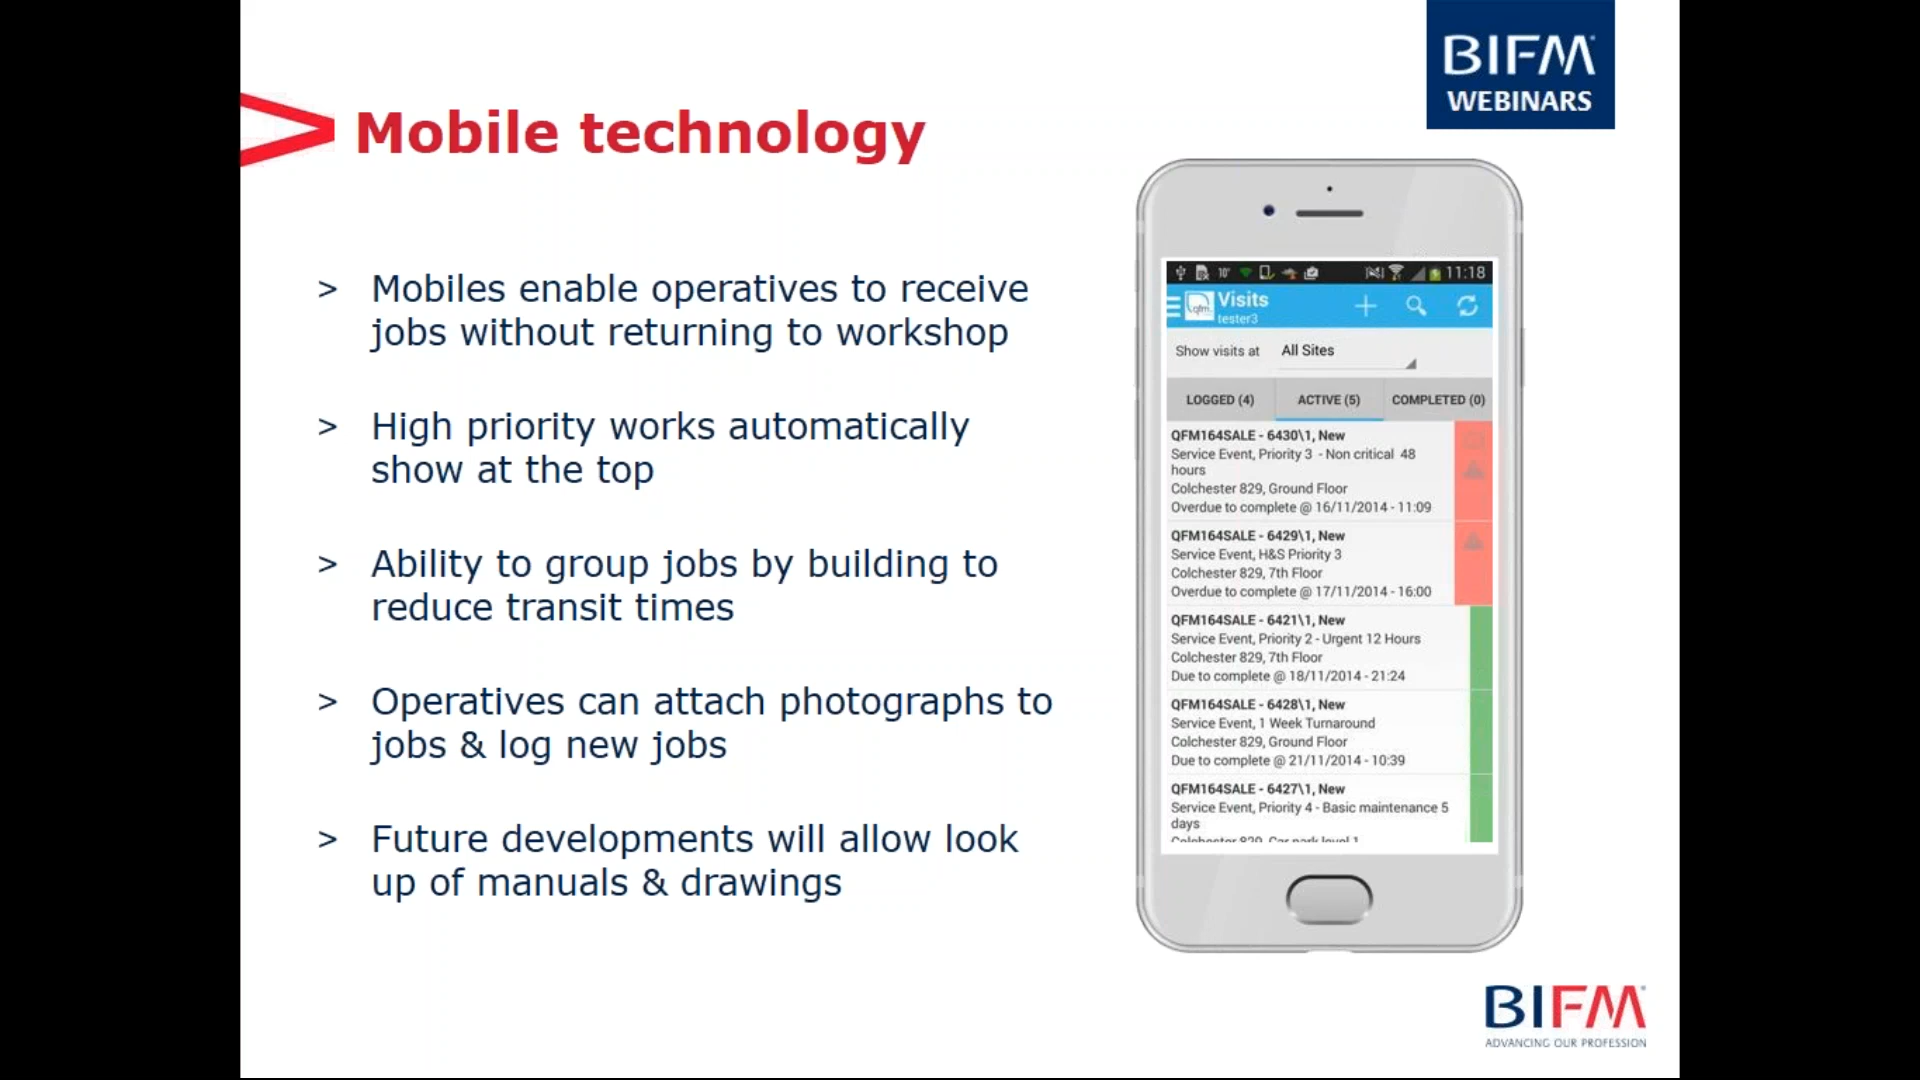 BIFM
WEBINARS
Mobile technology
> Mobiles enable operatives to receive
jobs without returning to workshop
> High priority works automatically
show at the top
> Ability to group jobs by building to
reduce transit times
> Operatives can attach photographs to
jobs & log new jobs
> Future developments will allow look
up of manuals & drawings
11:18
Visits
tester3
Show visits at All Sites
LOGGED (4) ACTIVE (5) COMPLETED (0)
QFM164SALE - 6430\1, New
Service Event, Priority 3 - Non critical 48
hours
Colchester 829, Ground Floor
Overdue to complete @ 16/11/2014 - 11:09
QFM164SALE - 6429\1, New
Service Event, H&S Priority 3
Colchester 829, 7th Floor
Overdue to complete @ 17/11/2014 - 16:00
QFM164SALE - 6421\1, New
Service Event, Priority 2 - Urgent 12 Hours
Colchester 829, 7th Floor
Due to complete @ 18/11/2014 - 21:24
QFM164SALE - 6428\1, New
Service Event, 1 Week Turnaround
Colchester 829, Ground Floor
Due to complete @ 21/11/2014 - 10:39
QFM164SALE - 6427\1, New
Service Event, Priority 4 - Basic maintenance 5
days
Colchester 829, Car park level 1
BIFM
ADVANCING OUR PROFESSION